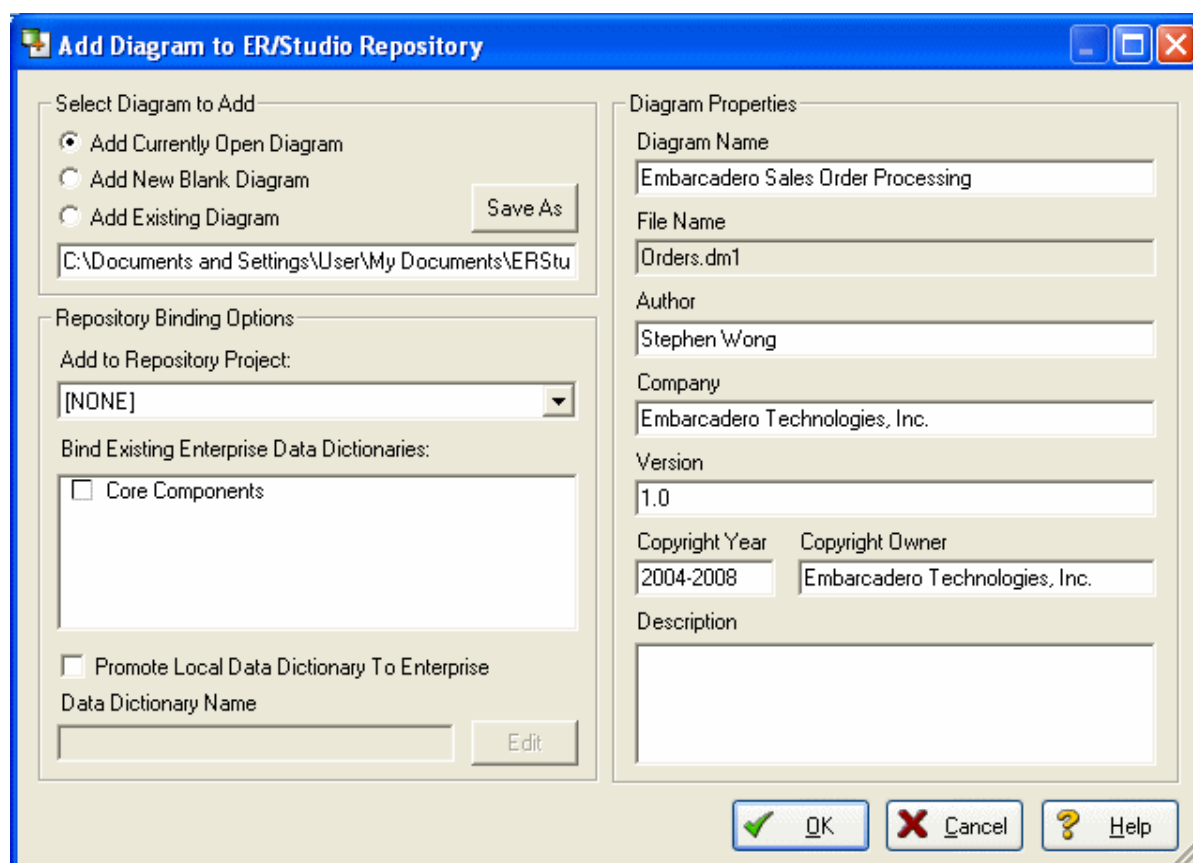 Add Diagram to ER/Studio Repository
Select Diagram to Add
Add Currently Open Diagram
Add New Blank Diagram
Add Existing Diagram
Save As
C:\Documents and Settings\User\My Documents\ERStu
Repository Binding Options
Add to Repository Project:
[NONE]
Bind Existing Enterprise Data Dictionaries:
Core Components
Promote Local Data Dictionary To Enterprise
Data Dictionary Name
Edit
Diagram Properties
Diagram Name
Embarcadero Sales Order Processing
File Name
Orders.dm1
Author
Stephen Wong
Company
Embarcadero Technologies, Inc.
Version
1.0
Copyright Year Copyright Owner
2004-2008 Embarcadero Technologies, Inc.
Description
OK Cancel Help